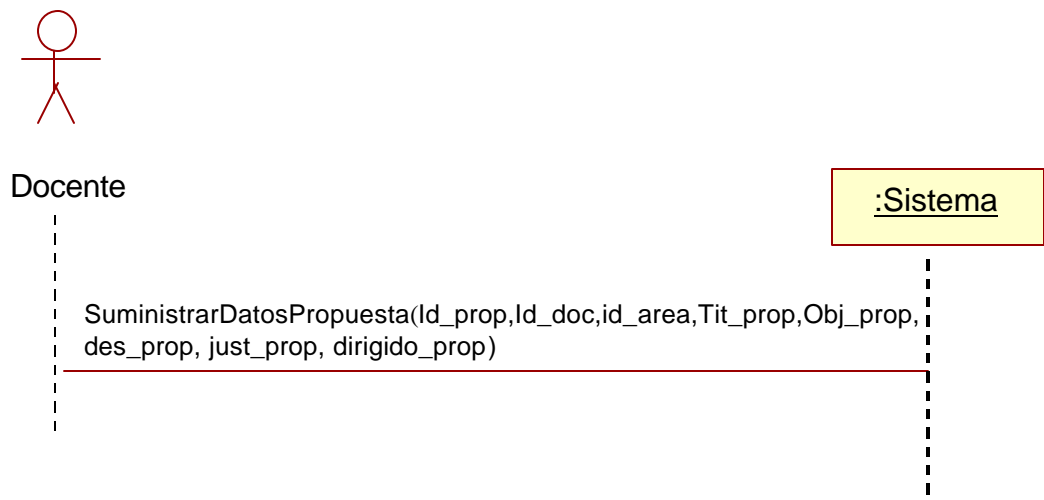 Docente
:Sistema
SuministrarDatosPropuesta(Id_prop,Id_doc,id_area,Tit_prop,Obj_prop,
des_prop, just_prop, dirigido_prop)